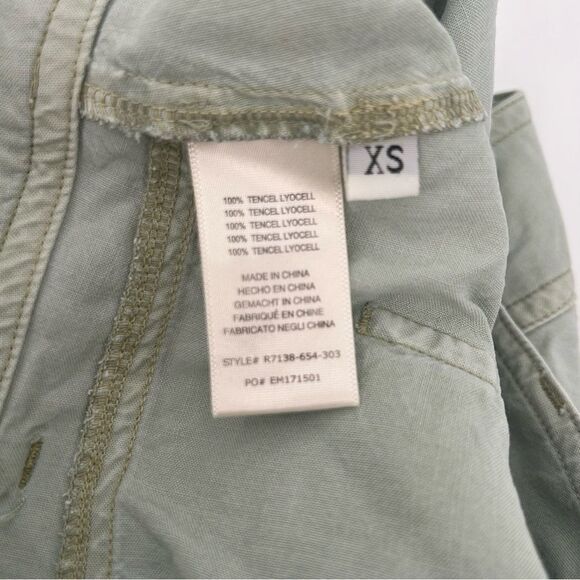 XS
100% TENCEL LYOCELL
100% TENCEL LYOCELL
100% TENCEL LYOCELL
100% TENCEL LYOCELL
100% TENCEL LYOCELL
MADE IN CHINA
HECHO EN CHINA
GEMACHT IN CHINA
FABRIQUÉ EN CHINE
FABRICATO NEGLI CHINA
STYLE# R7138-654-303
PO# EM171501